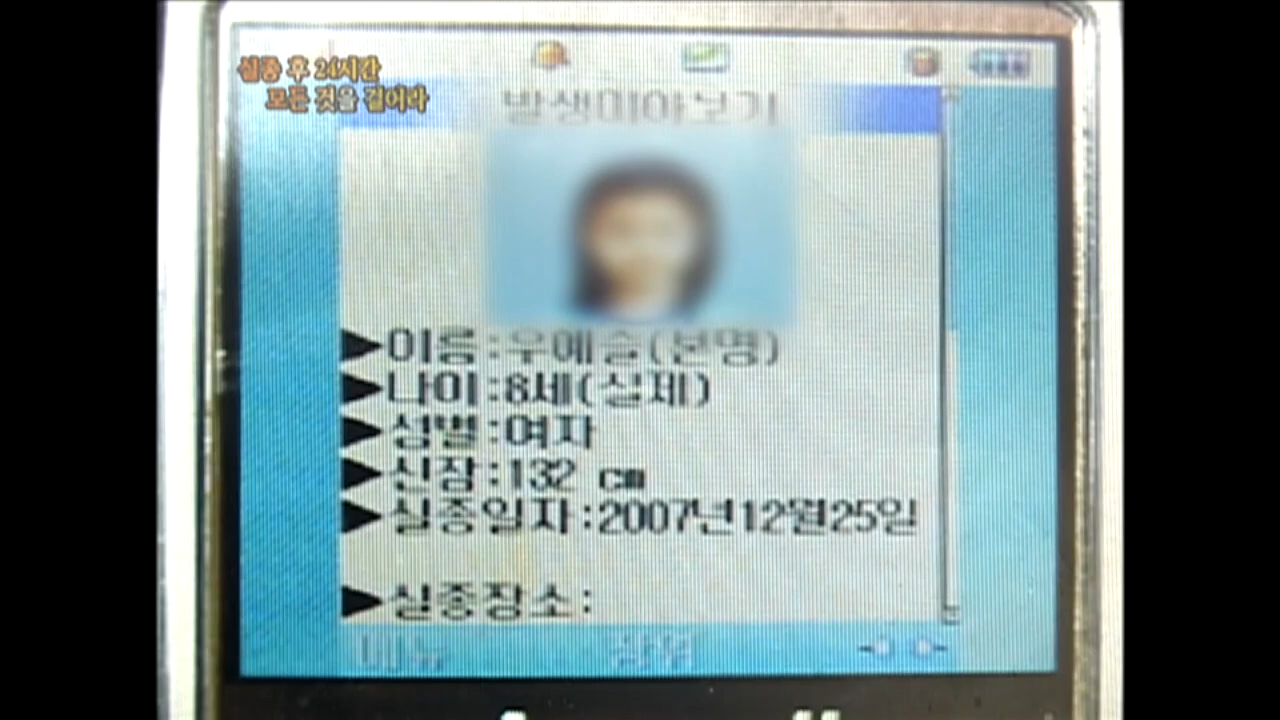 실종 후 24시간
모든 것을 걸어라
발생미아보기
▶이름:우예슬(본명)
▶나이:8세(실제)
▶성별:여자
▶신장:132 cm
▶실종일자:2007년12월25일
▶실종장소:
메뉴